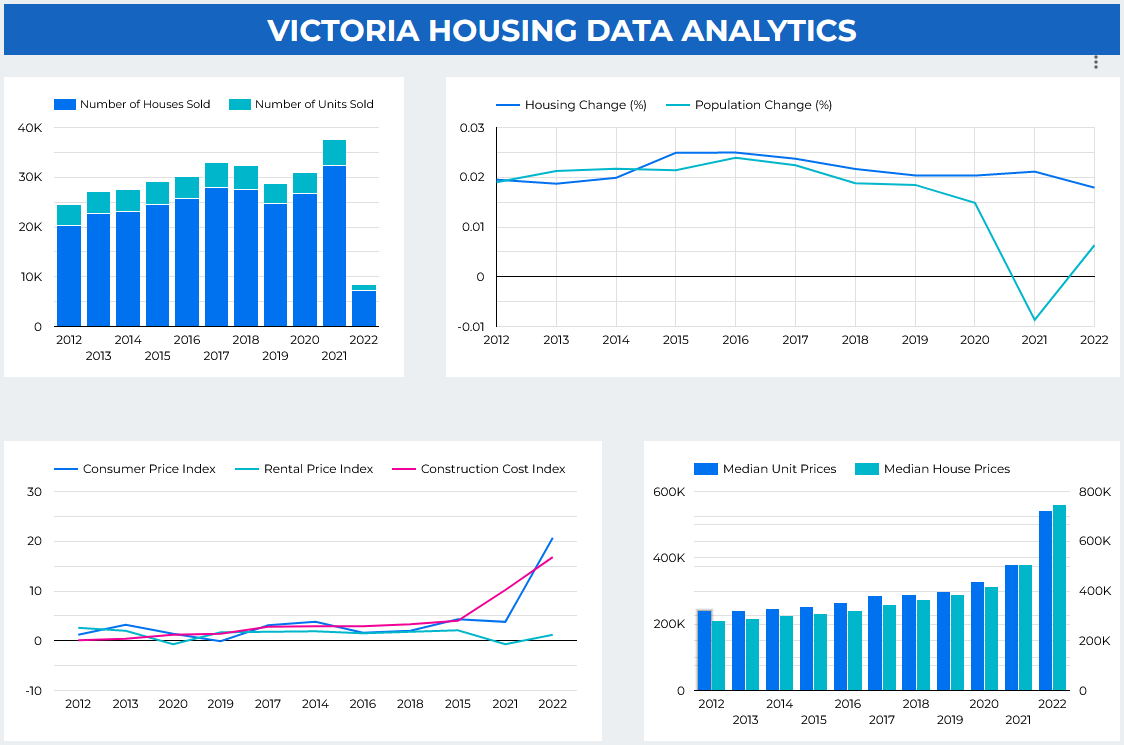 VICTORIA HOUSING DATA ANALYTICS
Number of Houses Sold Number of Units Sold
40K
30K
20K
10K
0
2012 2014 2016 2018 2020 2022
2013 2015 2017 2019 2021
Housing Change (%) Population Change (%)
0.03
0.02
0.01
0
-0.01
2012 2013 2014 2015 2016 2017 2018 2019 2020 2021 2022
Consumer Price Index Rental Price Index Construction Cost Index
30
20
10
0
-10
2012 2013 2020 2019 2017 2014 2016 2018 2015 2021 2022
Median Unit Prices Median House Prices
600K 800K
600K
400K
400K
200K
200K
0 0
2012 2014 2016 2018 2020 2022
2013 2015 2017 2019 2021